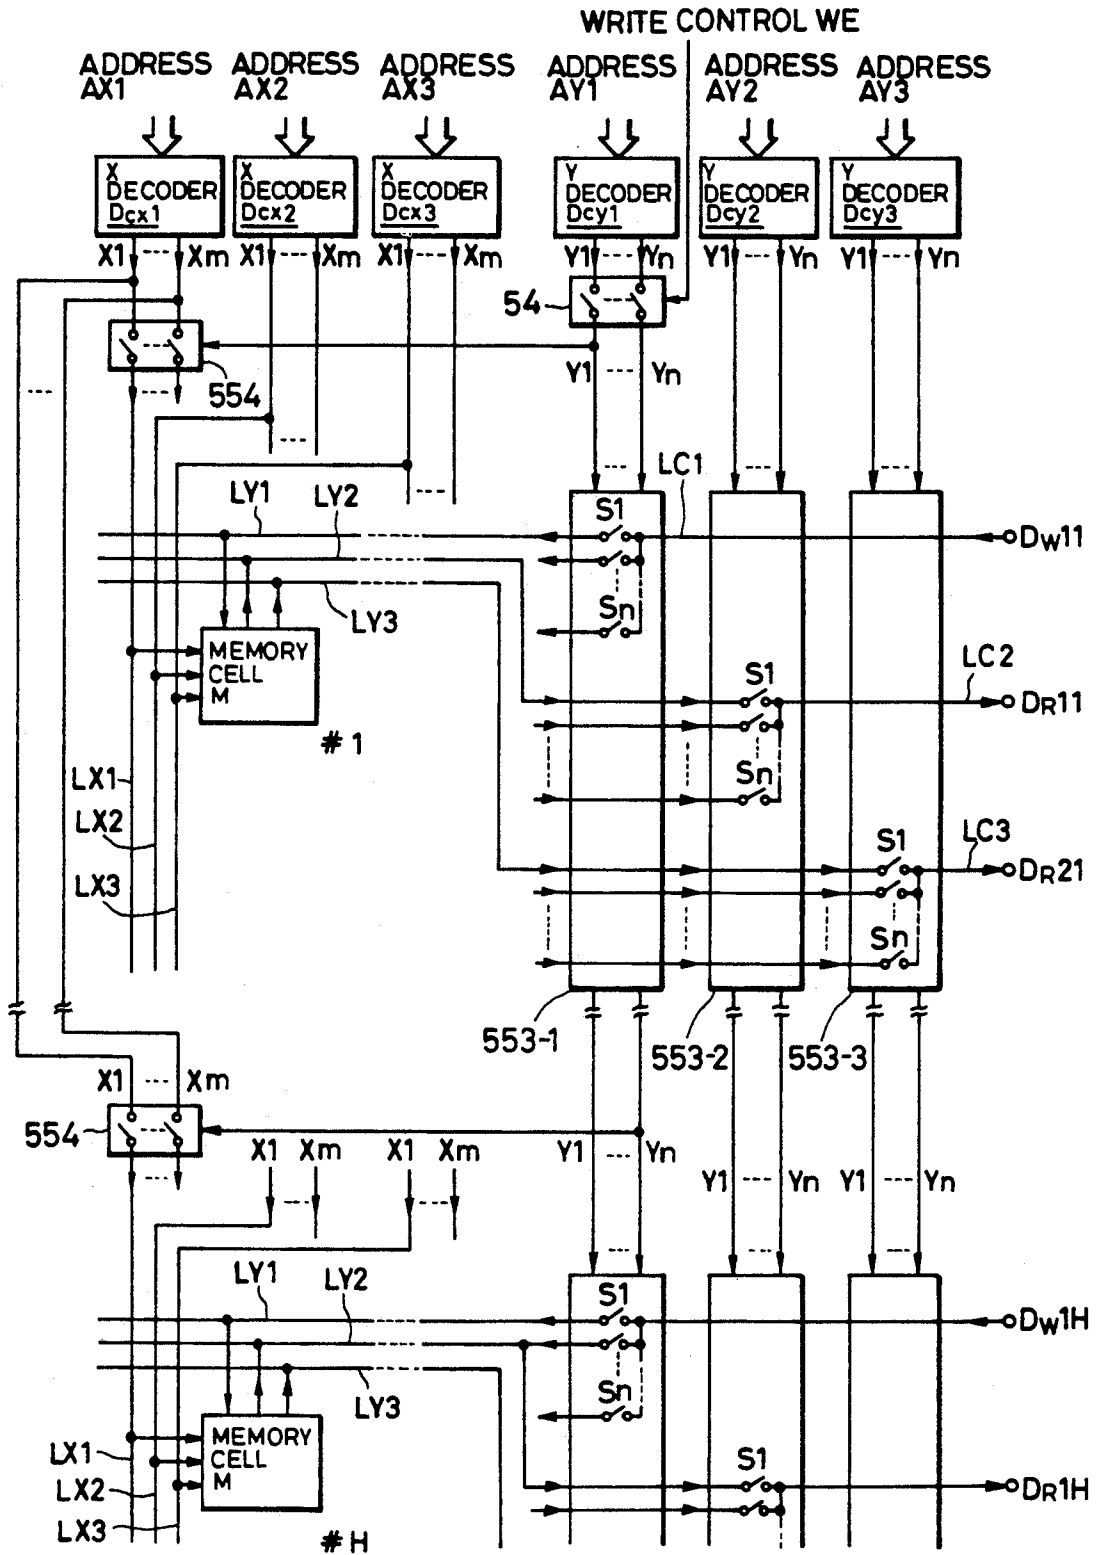 WRITE CONTROL WE
ADDRESS AX1
ADDRESS AX2
ADDRESS AX3
ADDRESS AY1
ADDRESS AY2
ADDRESS AY3
X DECODER Dcx1
X DECODER Dcx2
X DECODER Dcx3
Y DECODER Dcy1
Y DECODER Dcy2
Y DECODER Dcy3
X1 Xm X1 Xm X1 Xm Y1 Yn Y1 Yn Y1 Yn
54
554
Y1 Yn
LC1
LY1 LY2
S1
Dw11
LY3
Sn
MEMORY CELL M
#1
S1
LC2
DR11
LX1
Sn
LX2
S1
LC3
DR21
LX3
Sn
553-1
553-2
553-3
X1 Xm
554
X1 Xm X1 Xm
Y1 Yn
Y1 Yn Y1 Yn
LY1 LY2
S1
Dw1H
LY3
Sn
MEMORY CELL M
LX1
LX2
LX3
S1
DR1H
#H